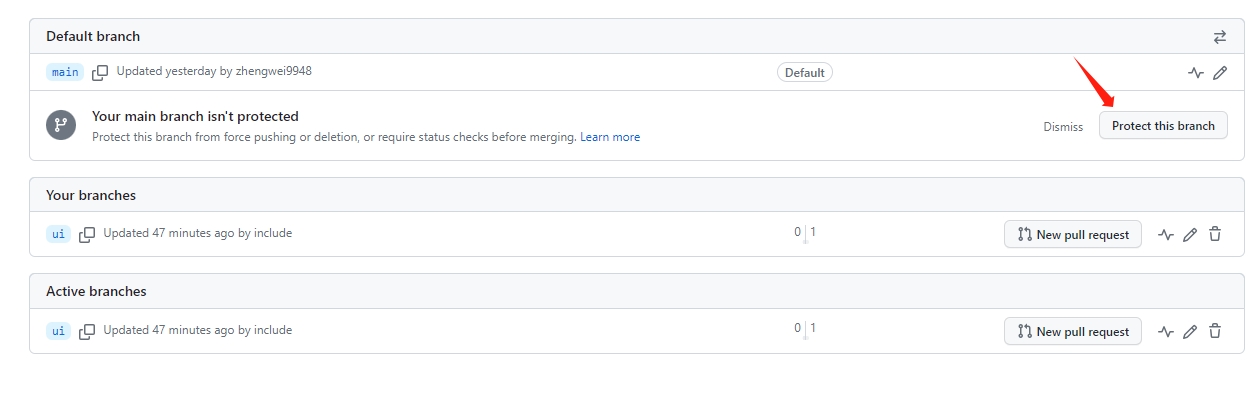 Default branch
main Updated yesterday by zhengwei9948 Default
Your main branch isn't protected
Protect this branch from force pushing or deletion, or require status checks before merging. Learn more
Dismiss Protect this branch
Your branches
ui Updated 47 minutes ago by include 0 1 New pull request
Active branches
ui Updated 47 minutes ago by include 0 1 New pull request